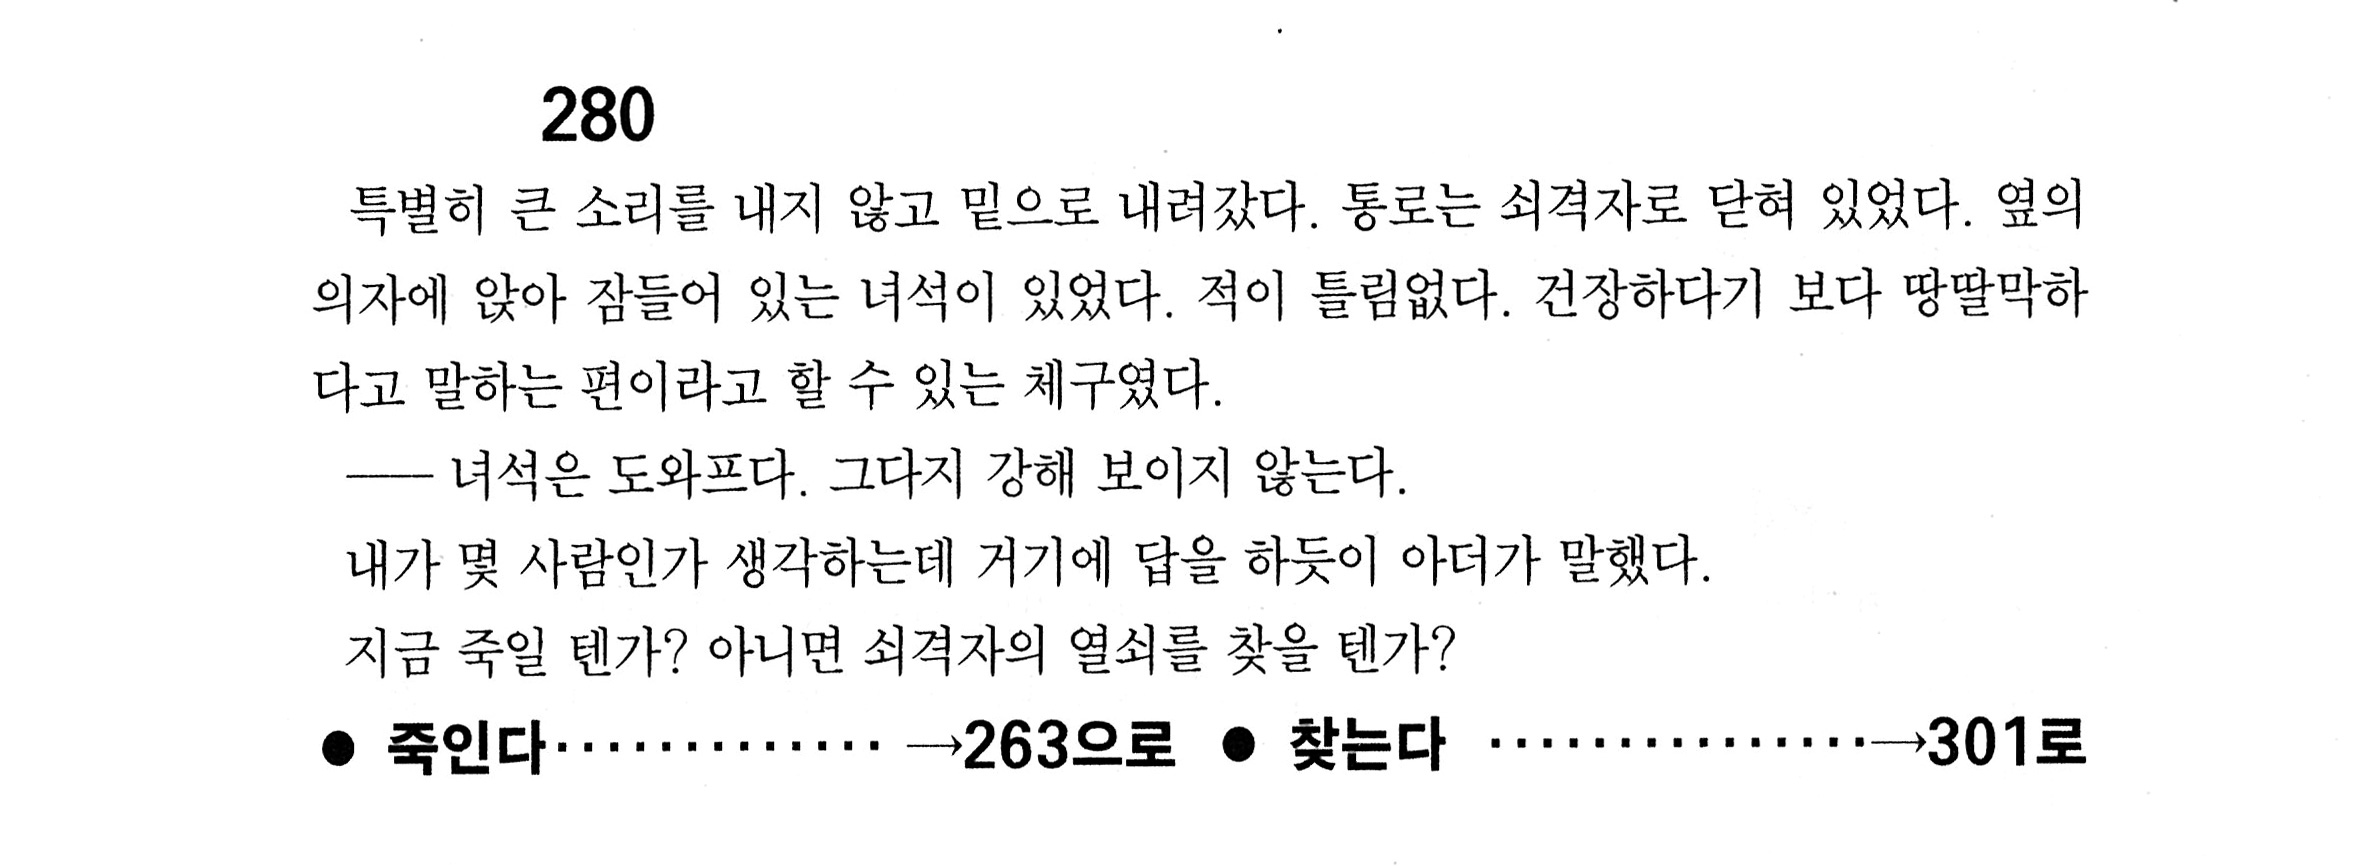 280
특별히 큰 소리를 내지 않고 밑으로 내려갔다. 통로는 쇠격자로 닫혀 있었다. 옆의
의자에 앉아 잠들어 있는 녀석이 있었다. 적이 틀림없다. 건장하다기 보다 땅딸막하
다고 말하는 편이라고 할 수 있는 체구였다.
── 녀석은 도와프다. 그다지 강해 보이지 않는다.
내가 몇 사람인가 생각하는데 거기에 답을 하듯이 아더가 말했다.
지금 죽일 텐가? 아니면 쇠격자의 열쇠를 찾을 텐가?
● 죽인다············· →263으로 ● 찾는다 ···············→301로